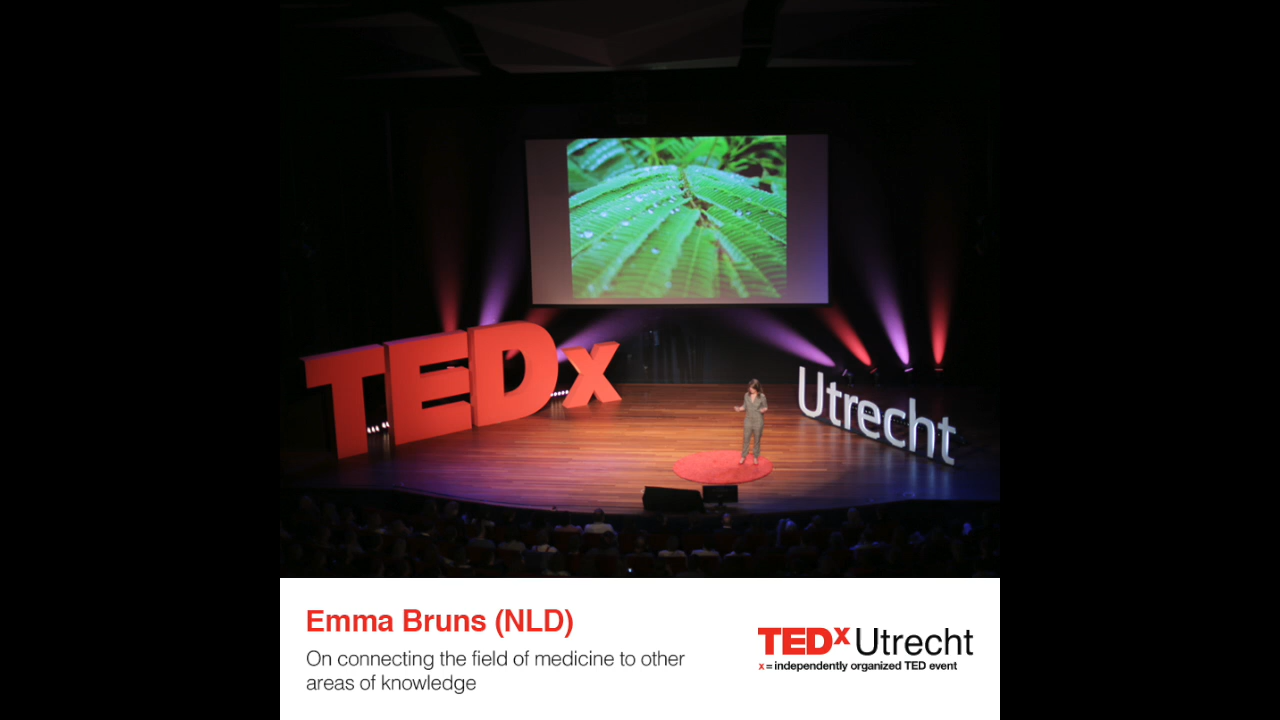 TEDx
Utrecht
Emma Bruns (NLD)
On connecting the field of medicine to other
areas of knowledge
TEDx Utrecht
x = independently organized TED event